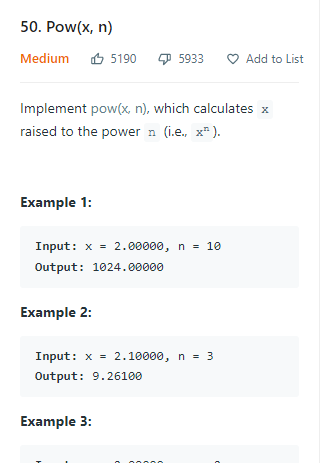 50. Pow(x, n)
Medium 5190 5933 Add to List
Implement pow(x, n), which calculates x
raised to the power n (i.e., xⁿ).
Example 1:
Input: x = 2.00000, n = 10
Output: 1024.00000
Example 2:
Input: x = 2.10000, n = 3
Output: 9.26100
Example 3: